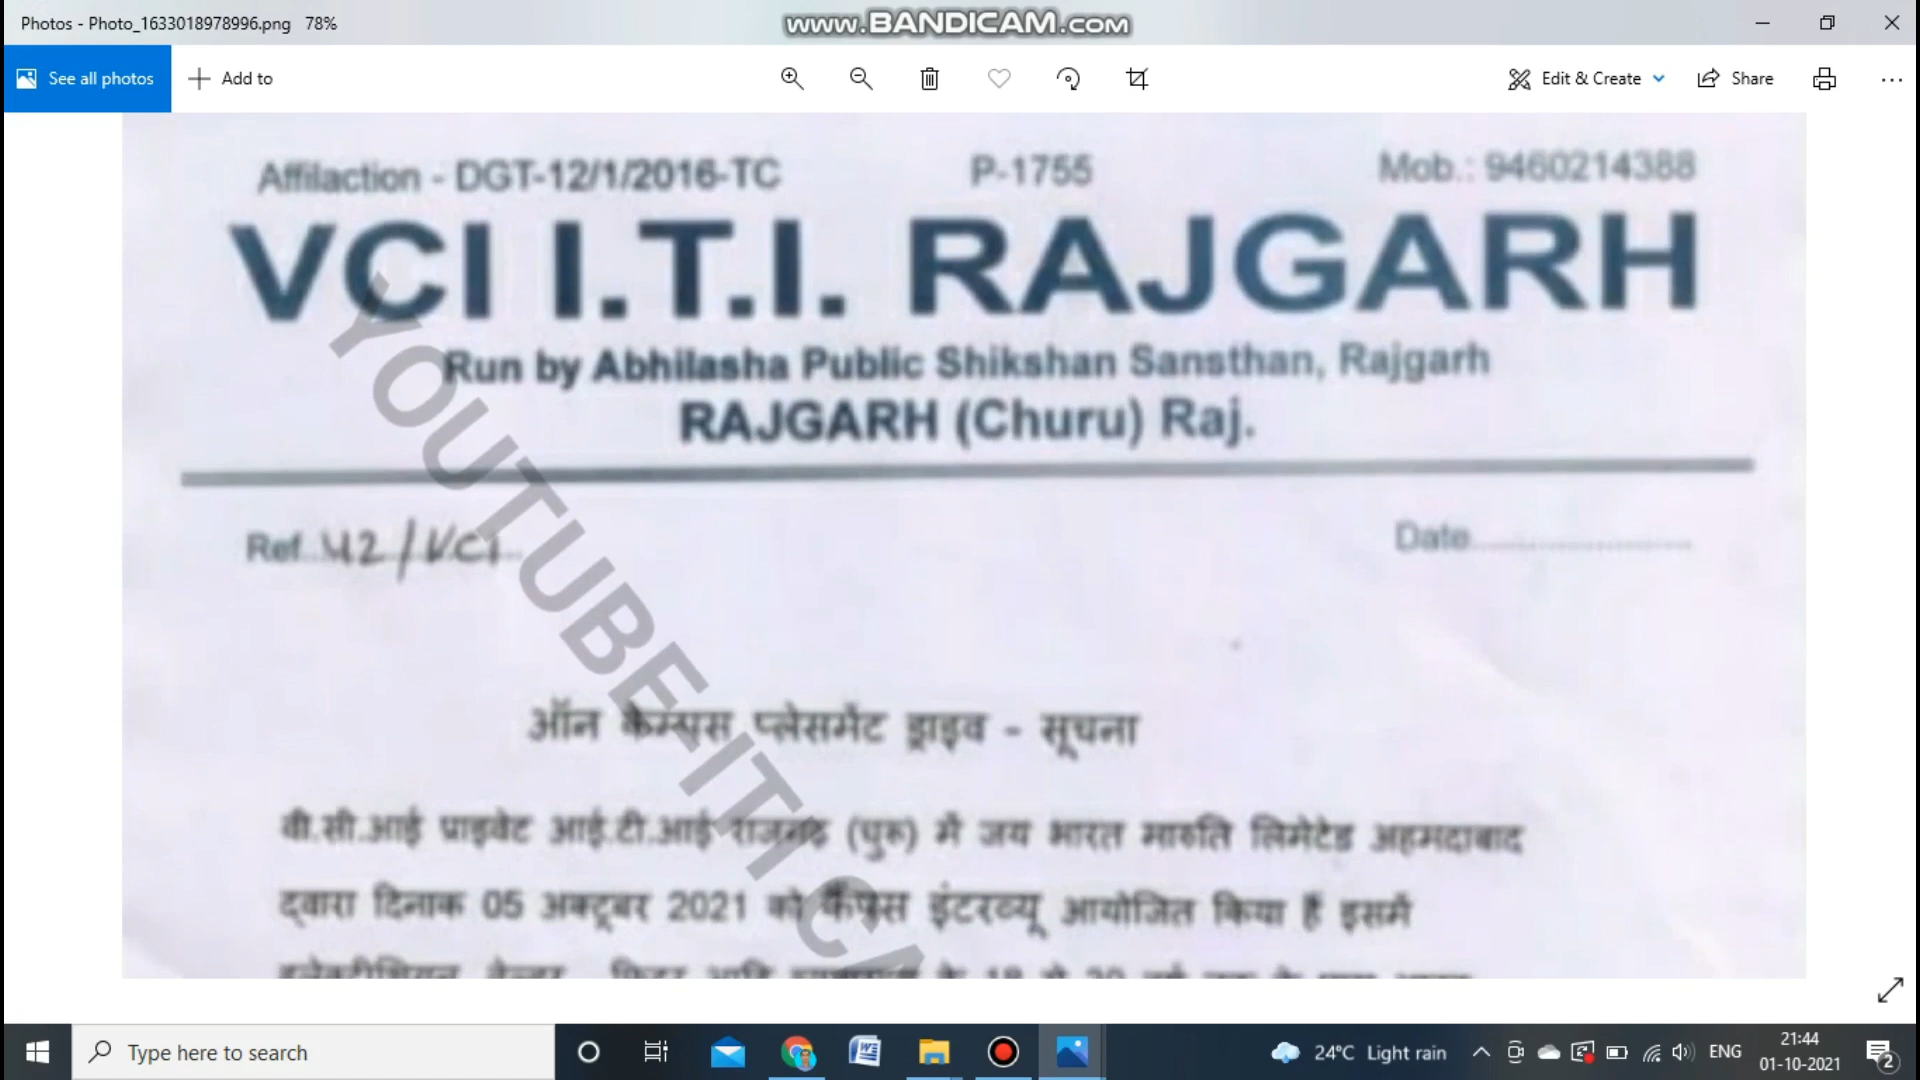 Photos - Photo_1633018978996.png 78%
www.BANDICAM.com
See all photos
Add to
Edit & Create
Share
Affilaction - DGT-12/1/2016-TC P-1755 Mob.: 9460214388
VCI I.T.I. RAJGARH
Run by Abhilasha Public Shikshan Sansthan, Rajgarh
RAJGARH (Churu) Raj.
Ref..42/VCI.. Date........................
YOUTUBE-ITI CA
ऑन कैम्पस प्लेसमेंट ड्राइव - सूचना
वी.सी.आई प्राइवेट आई.टी.आई राजगढ़ (चुरू) में जय भारत मारुति लिमेटेड अहमदाबाद
द्वारा दिनाक 05 अक्टूबर 2021 को कैंपस इंटरव्यू आयोजित किया हैं इसमें
Type here to search
24°C Light rain
ENG
21:44
01-10-2021
2